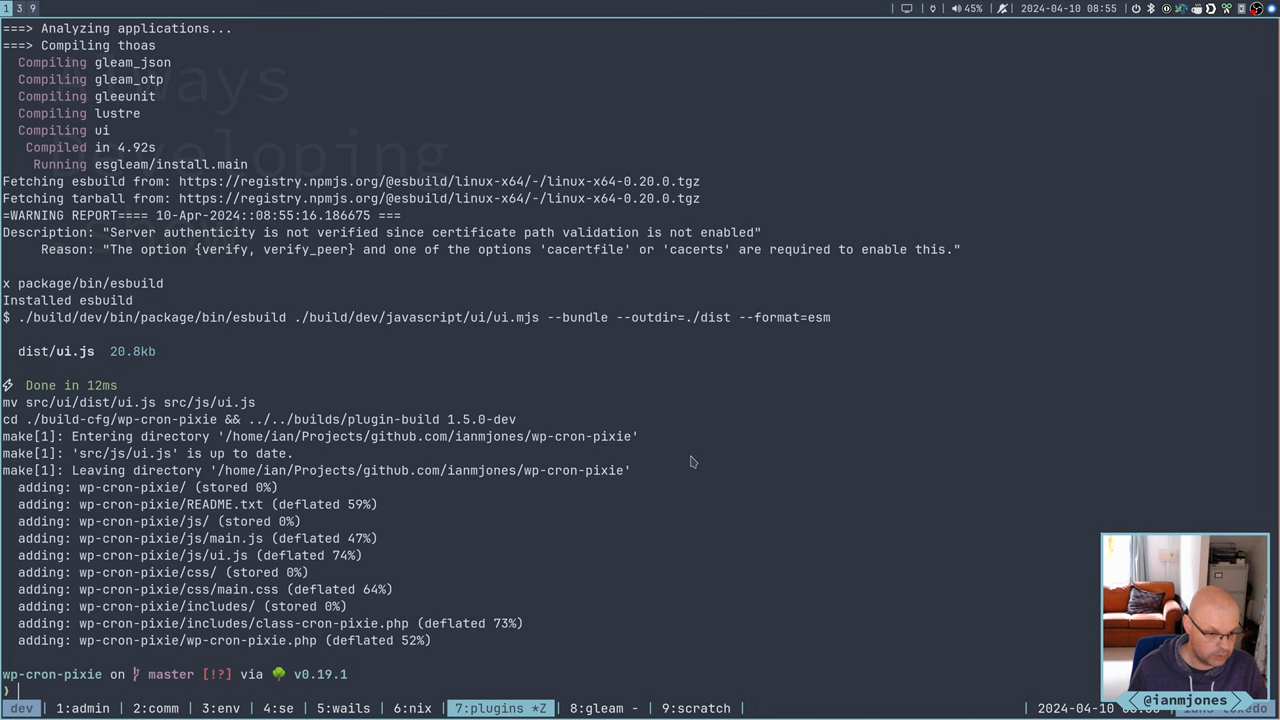 1 3 9 45% 2024-04-10 08:55
===> Analyzing applications...
===> Compiling thoas
Compiling gleam_json
Compiling gleam_otp
Compiling gleeunit
Compiling lustre
Compiling ui
Compiled in 4.92s
Running esgleam/install.main
Fetching esbuild from: https://registry.npmjs.org/@esbuild/linux-x64/-/linux-x64-0.20.0.tgz
Fetching tarball from: https://registry.npmjs.org/@esbuild/linux-x64/-/linux-x64-0.20.0.tgz
=WARNING REPORT==== 10-Apr-2024::08:55:16.186675 ===
Description: "Server authenticity is not verified since certificate path validation is not enabled"
Reason: "The option {verify, verify_peer} and one of the options 'cacertfile' or 'cacerts' are required to enable this."
x package/bin/esbuild
Installed esbuild
$ ./build/dev/bin/package/bin/esbuild ./build/dev/javascript/ui/ui.mjs --bundle --outdir=./dist --format=esm
dist/ui.js 20.8kb
⚡ Done in 12ms
mv src/ui/dist/ui.js src/js/ui.js
cd ./build-cfg/wp-cron-pixie && ../../builds/plugin-build 1.5.0-dev
make[1]: Entering directory '/home/ian/Projects/github.com/ianmjones/wp-cron-pixie'
make[1]: 'src/js/ui.js' is up to date.
make[1]: Leaving directory '/home/ian/Projects/github.com/ianmjones/wp-cron-pixie'
adding: wp-cron-pixie/ (stored 0%)
adding: wp-cron-pixie/README.txt (deflated 59%)
adding: wp-cron-pixie/js/ (stored 0%)
adding: wp-cron-pixie/js/main.js (deflated 47%)
adding: wp-cron-pixie/js/ui.js (deflated 74%)
adding: wp-cron-pixie/css/ (stored 0%)
adding: wp-cron-pixie/css/main.css (deflated 64%)
adding: wp-cron-pixie/includes/ (stored 0%)
adding: wp-cron-pixie/includes/class-cron-pixie.php (deflated 73%)
adding: wp-cron-pixie/wp-cron-pixie.php (deflated 52%)
wp-cron-pixie on master [!?] via 🌳 v0.19.1
❯
@ianmjones
dev 1:admin 2:comm 3:env 4:se 5:wails 6:nix 7:plugins *Z 8:gleam - 9:scratch 2024-04-10